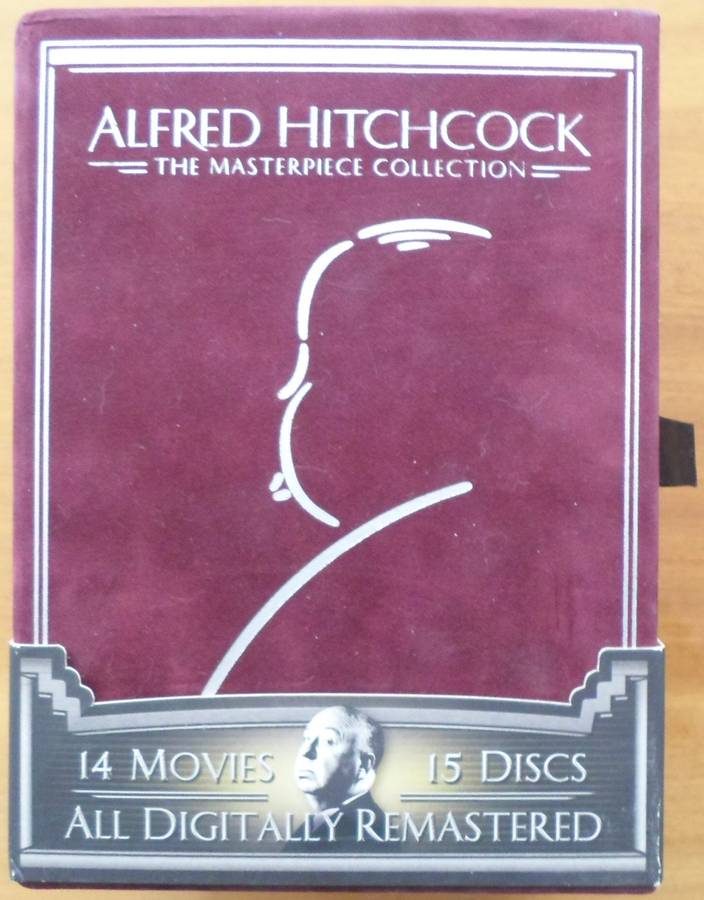 ALFRED HITCHCOCK
THE MASTERPIECE COLLECTION
14 MOVIES 15 DISCS
ALL DIGITALLY REMASTERED